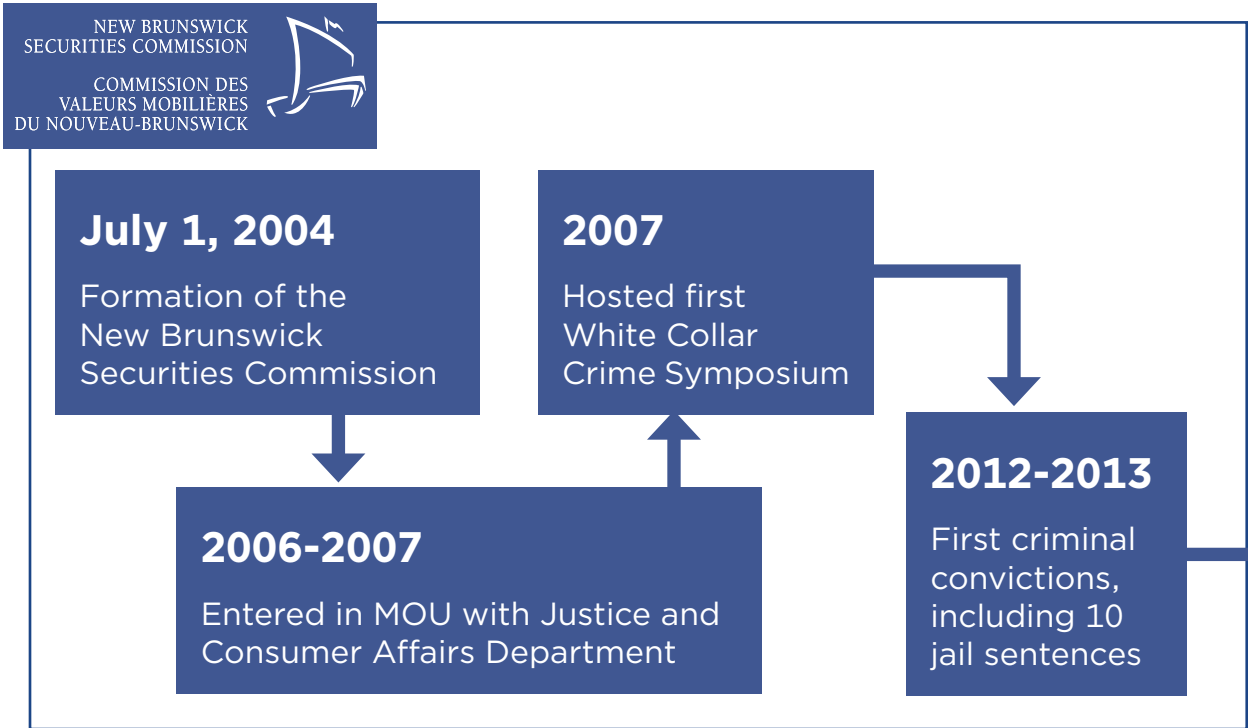 NEW BRUNSWICK
SECURITIES COMMISSION
COMMISSION DES
VALEURS MOBILIÈRES
DU NOUVEAU-BRUNSWICK
July 1, 2004
Formation of the
New Brunswick
Securities Commission
2006-2007
Entered in MOU with Justice and
Consumer Affairs Department
2007
Hosted first
White Collar
Crime Symposium
2012-2013
First criminal
convictions,
including 10
jail sentences